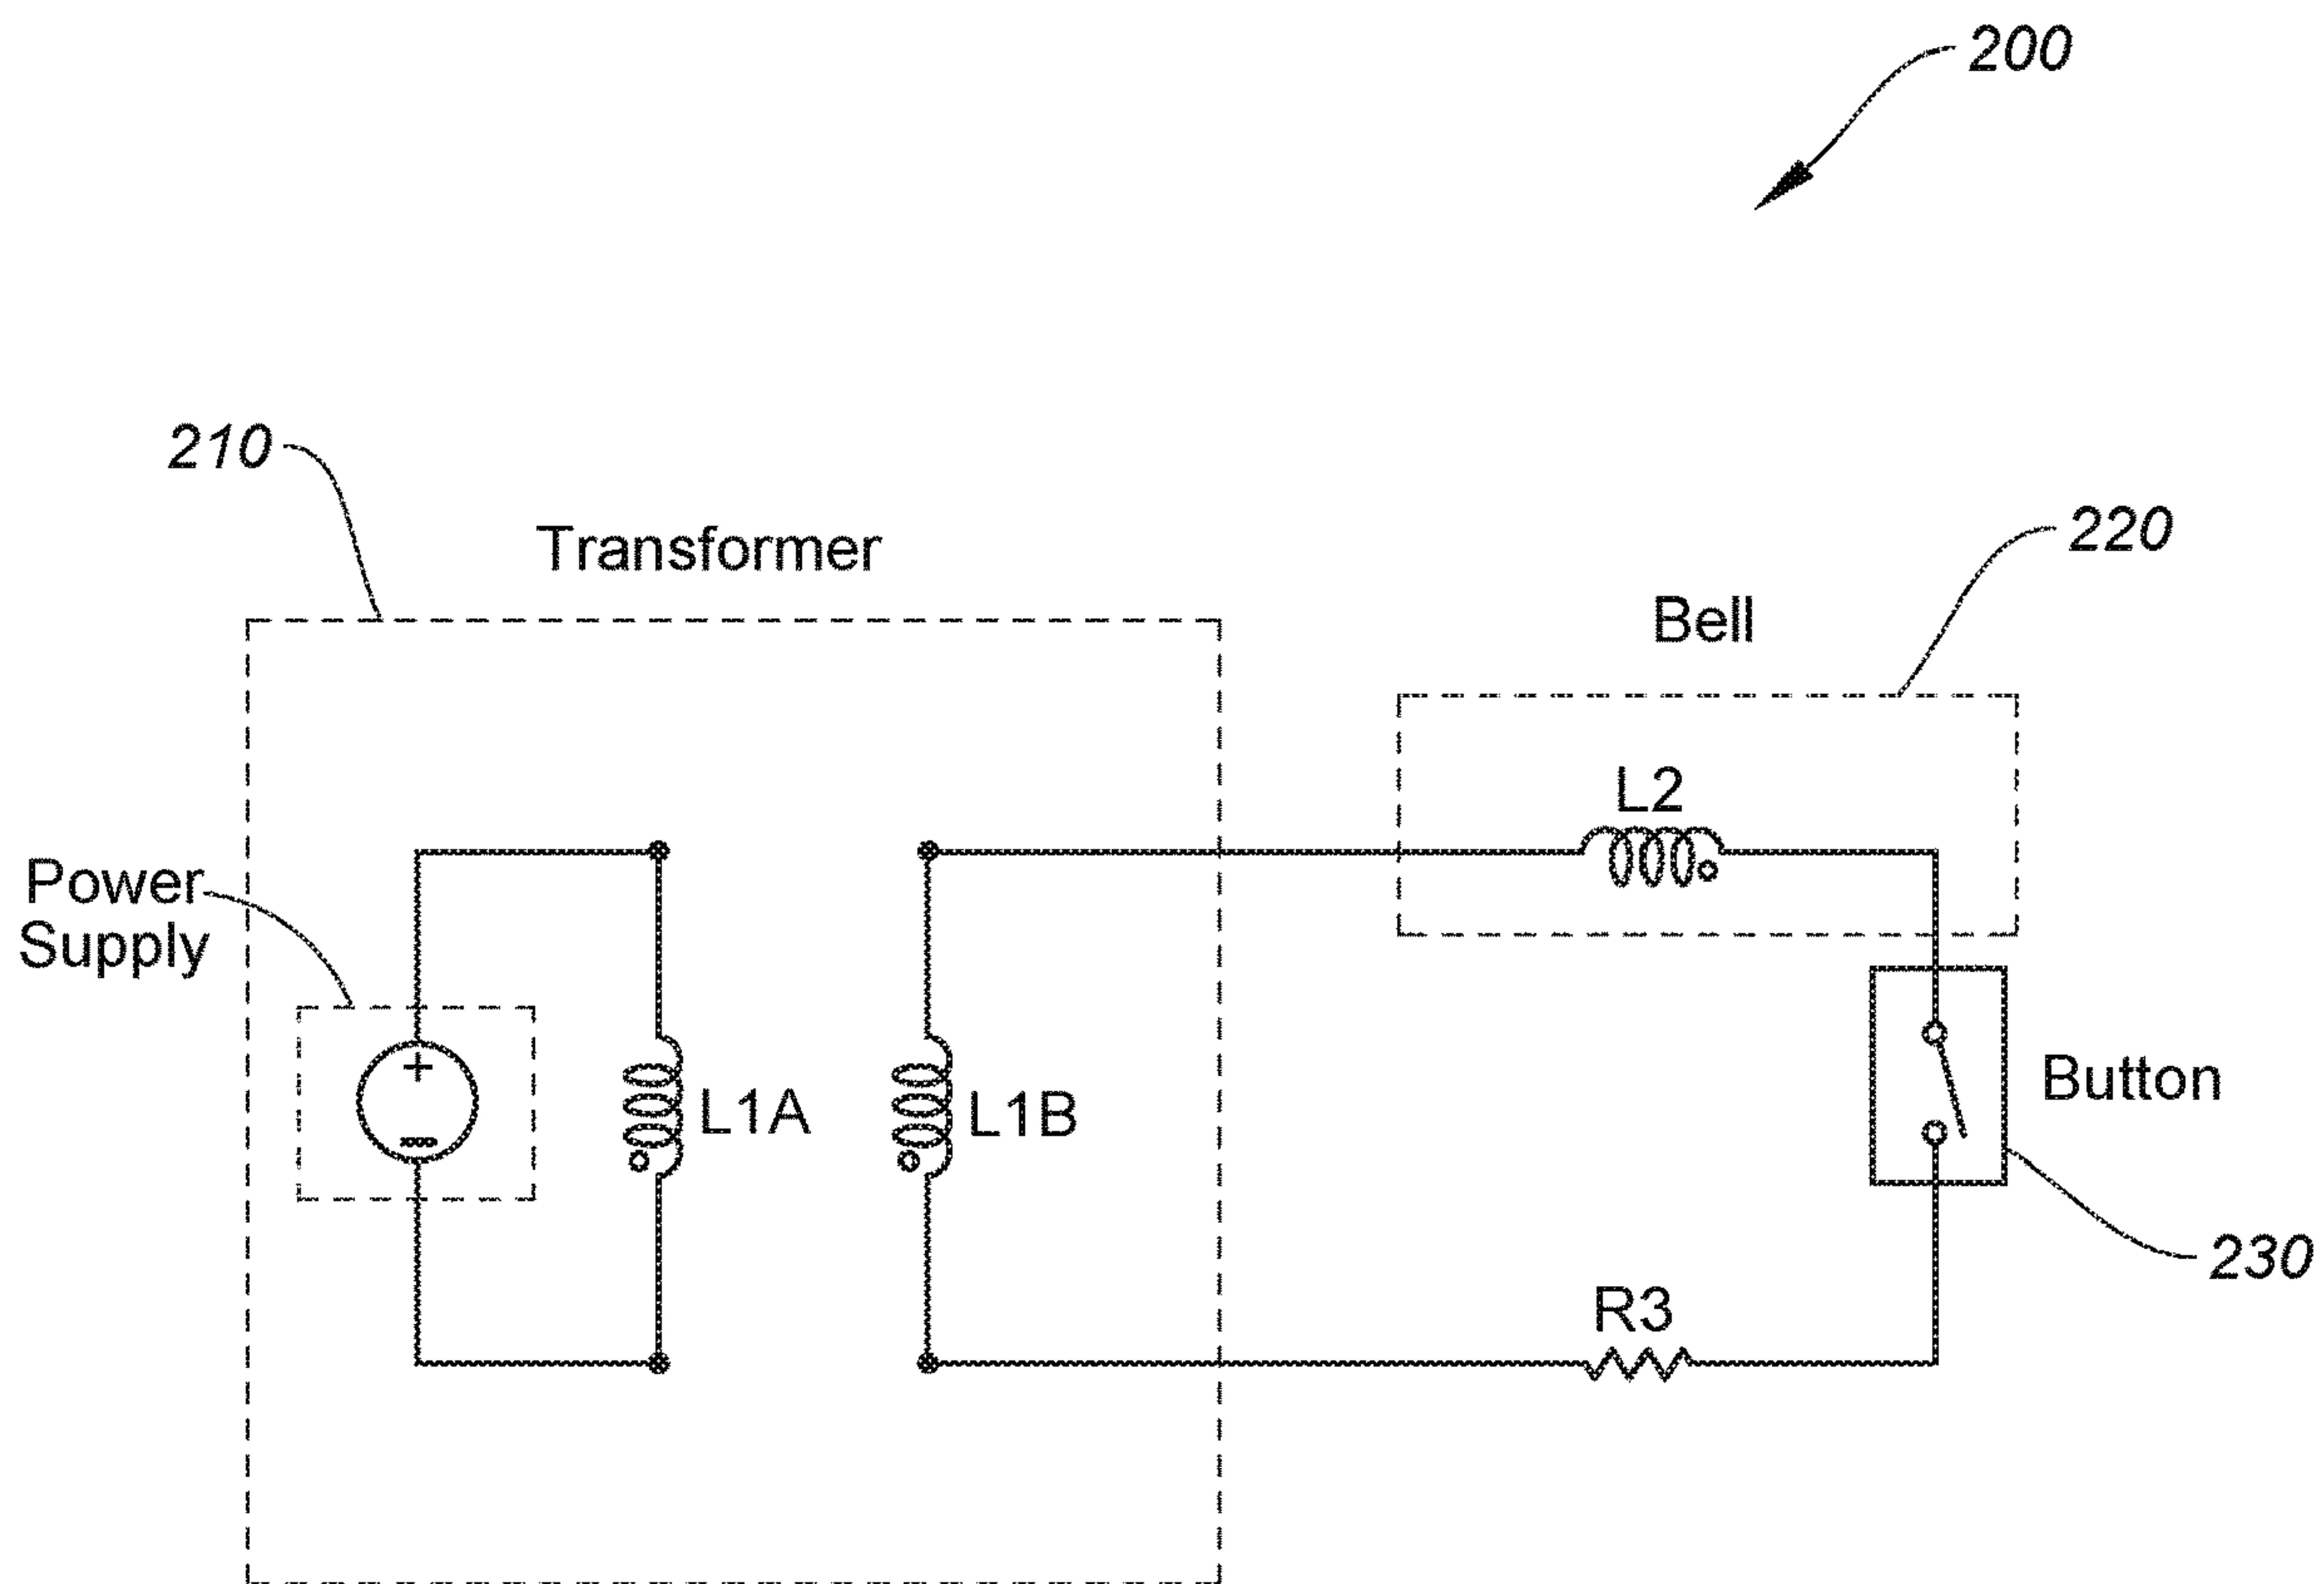 200
210
Transformer
220
Bell
L2
Power
Supply
+
L1A
L1B
Button
230
R3